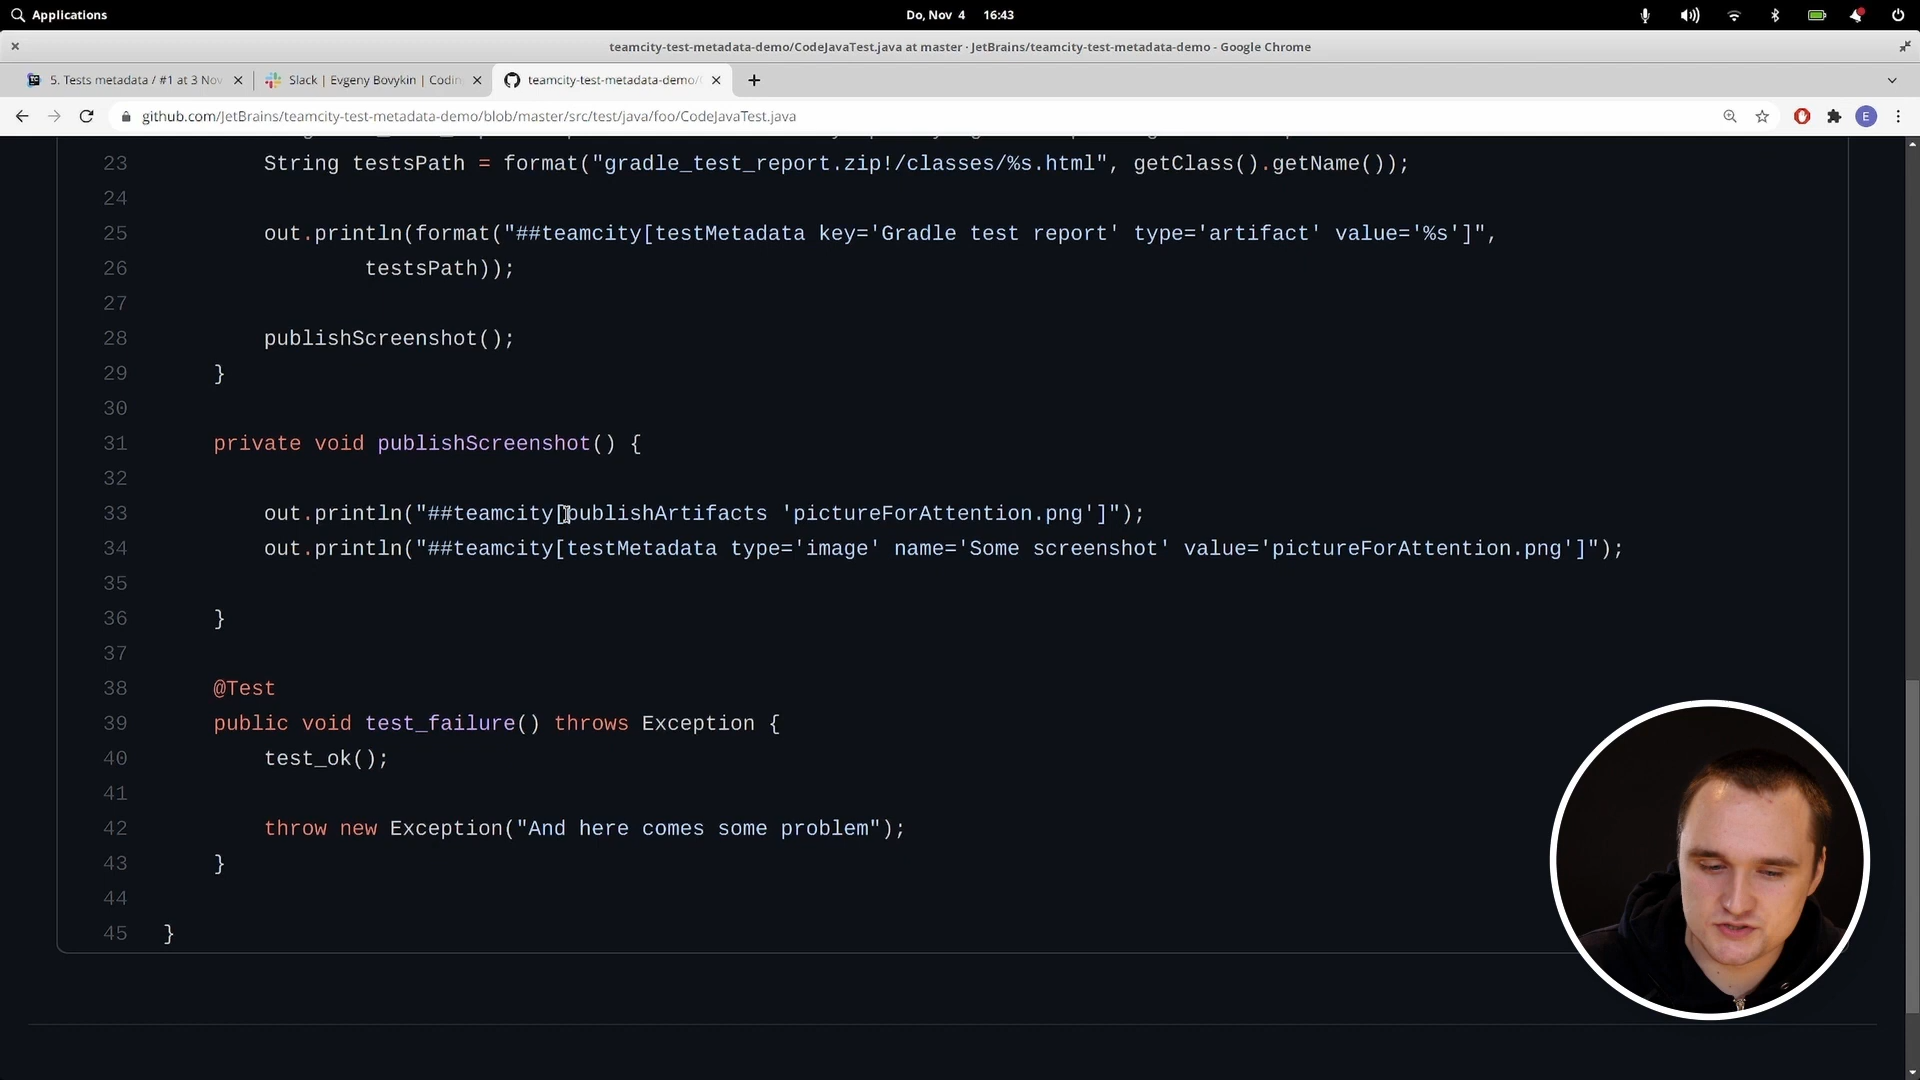 Applications
Do, Nov 4 16:43
teamcity-test-metadata-demo/CodeJavaTest.java at master · JetBrains/teamcity-test-metadata-demo - Google Chrome
5. Tests metadata / #1 at 3 Nov
Slack | Evgeny Bovykin | Codin
teamcity-test-metadata-demo/
github.com/JetBrains/teamcity-test-metadata-demo/blob/master/src/test/java/foo/CodeJavaTest.java
E
23 String testsPath = format("gradle_test_report.zip!/classes/%s.html", getClass().getName());
24
25 out.println(format("##teamcity[testMetadata key='Gradle test report' type='artifact' value='%s']",
26 testsPath));
27
28 publishScreenshot();
29 }
30
31 private void publishScreenshot() {
32
33 out.println("##teamcity[publishArtifacts 'pictureForAttention.png']");
34 out.println("##teamcity[testMetadata type='image' name='Some screenshot' value='pictureForAttention.png']");
35
36 }
37
38 @Test
39 public void test_failure() throws Exception {
40 test_ok();
41
42 throw new Exception("And here comes some problem");
43 }
44
45 }